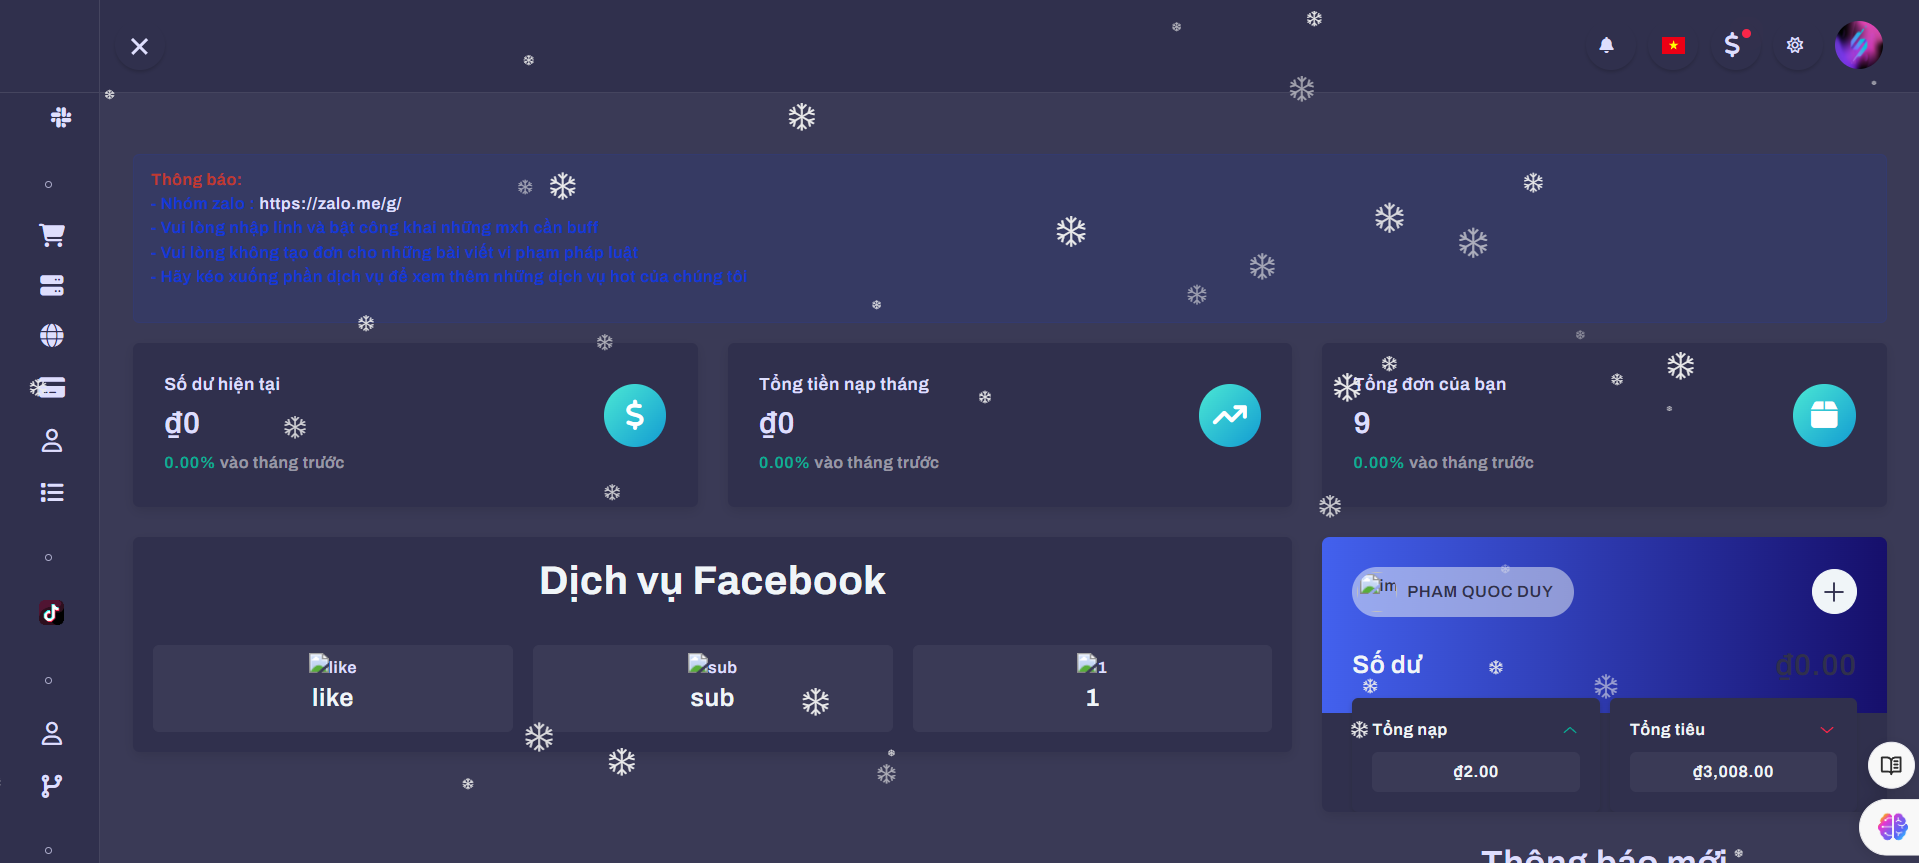 Thông báo:
- Nhóm zalo : https://zalo.me/g/
- Vui lòng nhập link và bật công khai những mxh cần buff
- Vui lòng không tạo đơn cho những bài viết vi phạm pháp luật
- Hãy kéo xuống phần dịch vụ để xem thêm những dịch vụ hot của chúng tôi
Số dư hiện tại
₫0
0.00% vào tháng trước
Tổng tiền nạp tháng
₫0
0.00% vào tháng trước
Tổng đơn của bạn
9
0.00% vào tháng trước
Dịch vụ Facebook
like
like
sub
sub
1
1
im
PHAM QUOC DUY
Số dư
₫0.00
Tổng nạp
₫2.00
Tổng tiêu
₫3,008.00
Thông báo mới